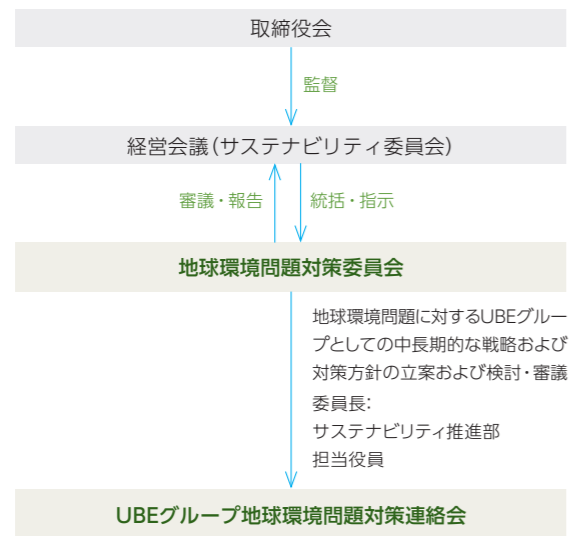 取締役会
監督
経営会議(サステナビリティ委員会)
審議・報告
統括・指示
地球環境問題対策委員会
地球環境問題に対するUBEグルー
プとしての中長期的な戦略および
対策方針の立案および検討・審議
委員長:
サステナビリティ推進部
担当役員
UBEグループ地球環境問題対策連絡会